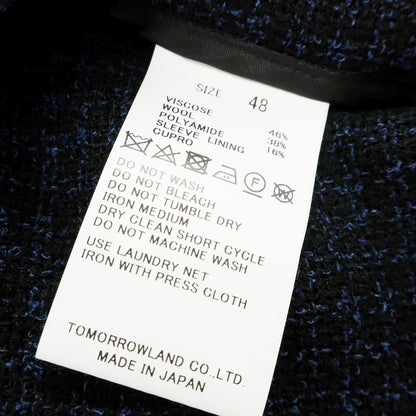 SIZE 48
VISCOSE 46%
WOOL 38%
POLYAMIDE 16%
SLEEVE LINING
CUPRO
DO NOT WASH
DO NOT BLEACH
DO NOT TUMBLE DRY
IRON MEDIUM
DRY CLEAN SHORT CYCLE
DO NOT MACHINE WASH
USE LAUNDRY NET
IRON WITH PRESS CLOTH
TOMORROWLAND CO.,LTD.
MADE IN JAPAN